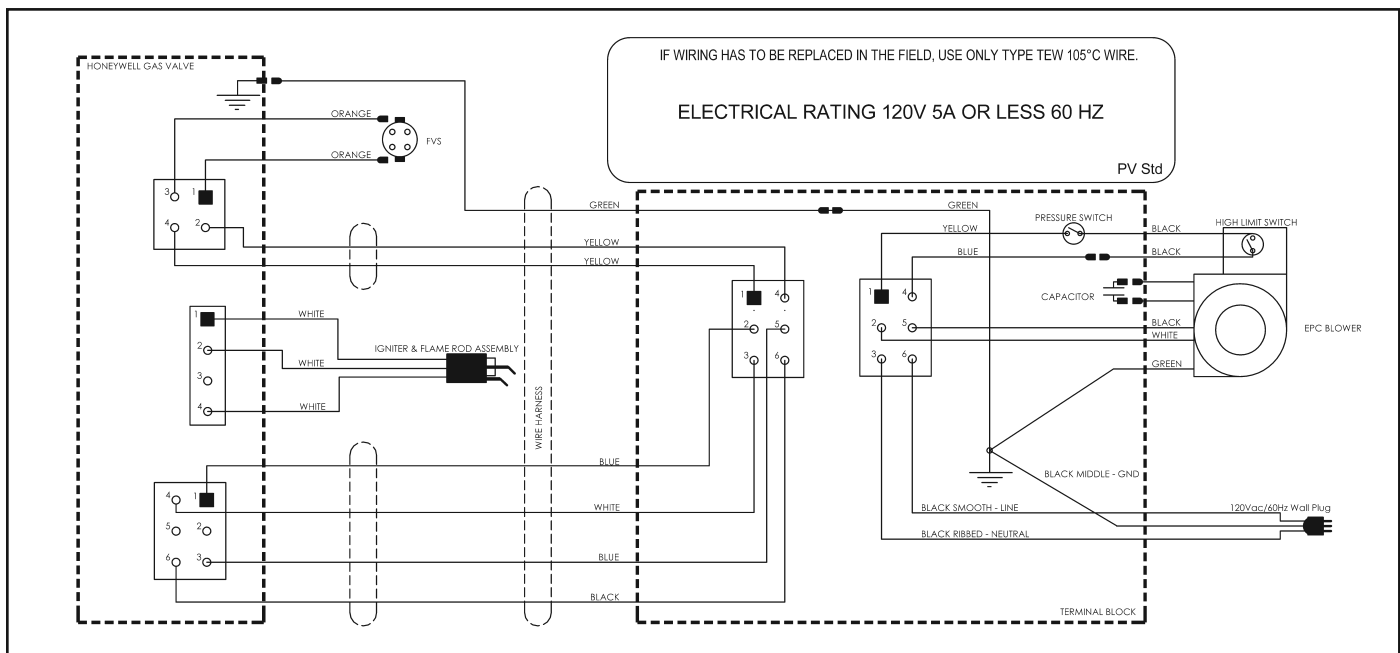 IF WIRING HAS TO BE REPLACED IN THE FIELD, USE ONLY TYPE TEW 105°C WIRE.
ELECTRICAL RATING 120V 5A OR LESS 60 HZ
PV Std
HONEYWELL GAS VALVE
ORANGE
FVS
ORANGE
3 1
4 2
GREEN
YELLOW
YELLOW
1
2
3
4
WHITE
WHITE
WHITE
IGNITER & FLAME ROD ASSEMBLY
WIRE HARNESS
4 1
5 2
6 3
BLUE
WHITE
BLUE
BLACK
1 4
2 5
3 6
GREEN
YELLOW
BLUE
PRESSURE SWITCH
BLACK
BLACK
HIGH LIMIT SWITCH
CAPACITOR
1 4
2 5
3 6
BLACK
WHITE
GREEN
EPC BLOWER
BLACK MIDDLE - GND
BLACK SMOOTH - LINE
BLACK RIBBED - NEUTRAL
120Vac/60Hz Wall Plug
TERMINAL BLOCK